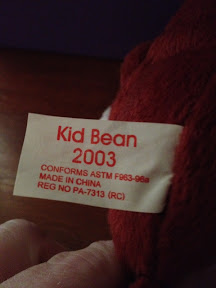 Kid Bean
2003
CONFORMS ASTM F963-96a
MADE IN CHINA
REG NO PA-7313 (RC)